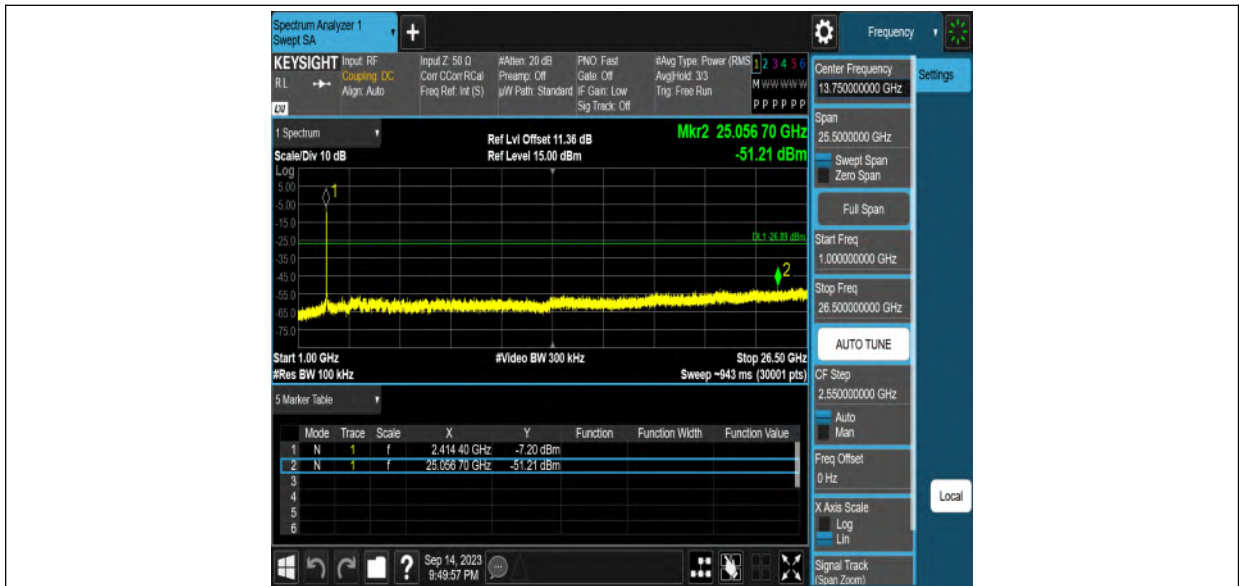 Spectrum Analyzer 1
Swept SA
+
Frequency
KEYSIGHT Input: RF Input Z: 50 Ω #Atten: 20 dB PNO: Fast #Avg Type: Power (RMS 1 2 3 4 5 6
RL Coupling: DC Corr CCorr RCal Preamp: Off Gate: Off Avg|Hold: 3/3 M W W W W W
Align: Auto Freq Ref: Int (S) µW Path: Standard IF Gain: Low Trig: Free Run
Sig Track: Off P P P P P P
LXI
1 Spectrum
Ref Lvl Offset 11.36 dB
Mkr2 25.056 70 GHz
Scale/Div 10 dB
Ref Level 15.00 dBm
-51.21 dBm
Log
5.00
1
-5.00
-15.0
-25.0
DL1 -26.89 dBm
-35.0
-45.0
2
-55.0
-65.0
-75.0
Start 1.00 GHz #Video BW 300 kHz Stop 26.50 GHz
#Res BW 100 kHz Sweep ~943 ms (30001 pts)
5 Marker Table
Mode Trace Scale X Y Function Function Width Function Value
1 N 1 f 2.414 40 GHz -7.20 dBm
2 N 1 f 25.056 70 GHz -51.21 dBm
3
4
5
6
?
Sep 14, 2023
9:49:57 PM
Center Frequency
13.750000000 GHz
Settings
Span
25.5000000 GHz
Swept Span
Zero Span
Full Span
Start Freq
1.000000000 GHz
Stop Freq
26.500000000 GHz
AUTO TUNE
CF Step
2.550000000 GHz
Auto
Man
Freq Offset
0 Hz
Local
X Axis Scale
Log
Lin
Signal Track
(Span Zoom)